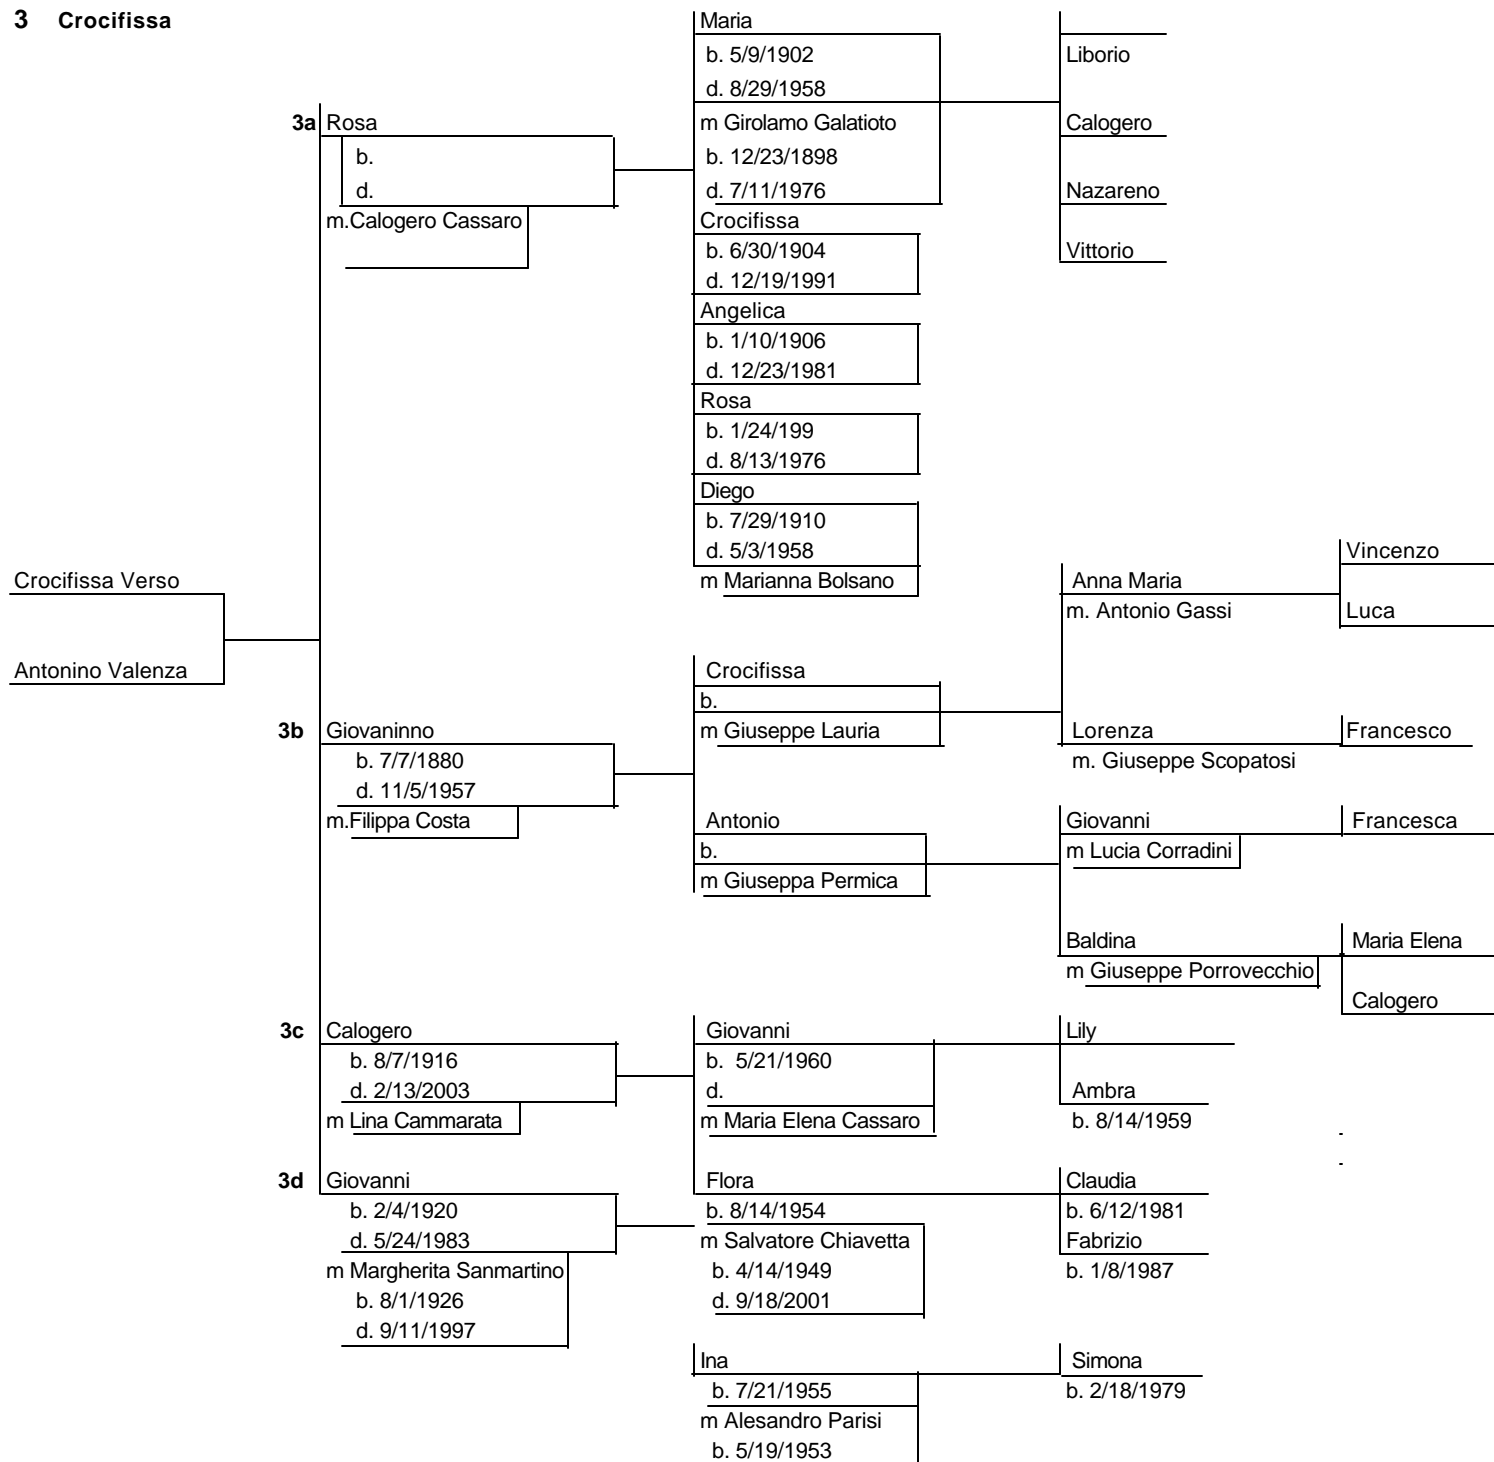 3 Crocifissa
Crocifissa Verso
Antonino Valenza
3a Rosa
b.
d.
m.Calogero Cassaro
Maria
b. 5/9/1902
d. 8/29/1958
m Girolamo Galatioto
b. 12/23/1898
d. 7/11/1976
Liborio
Calogero
Nazareno
Vittorio
Crocifissa
b. 6/30/1904
d. 12/19/1991
Angelica
b. 1/10/1906
d. 12/23/1981
Rosa
b. 1/24/199
d. 8/13/1976
Diego
b. 7/29/1910
d. 5/3/1958
m Marianna Bolsano
3b Giovaninno
b. 7/7/1880
d. 11/5/1957
m.Filippa Costa
Crocifissa
b.
m Giuseppe Lauria
Anna Maria
m. Antonio Gassi
Vincenzo
Luca
Lorenza
m. Giuseppe Scopatosi
Francesco
Antonio
b.
m Giuseppa Permica
Giovanni
m Lucia Corradini
Francesca
Baldina
m Giuseppe Porrovecchio
Maria Elena
Calogero
3c Calogero
b. 8/7/1916
d. 2/13/2003
m Lina Cammarata
Giovanni
b. 5/21/1960
d.
m Maria Elena Cassaro
Lily
Ambra
b. 8/14/1959
-
-
3d Giovanni
b. 2/4/1920
d. 5/24/1983
m Margherita Sanmartino
b. 8/1/1926
d. 9/11/1997
Flora
b. 8/14/1954
m Salvatore Chiavetta
b. 4/14/1949
d. 9/18/2001
Claudia
b. 6/12/1981
Fabrizio
b. 1/8/1987
Ina
b. 7/21/1955
m Alesandro Parisi
b. 5/19/1953
Simona
b. 2/18/1979